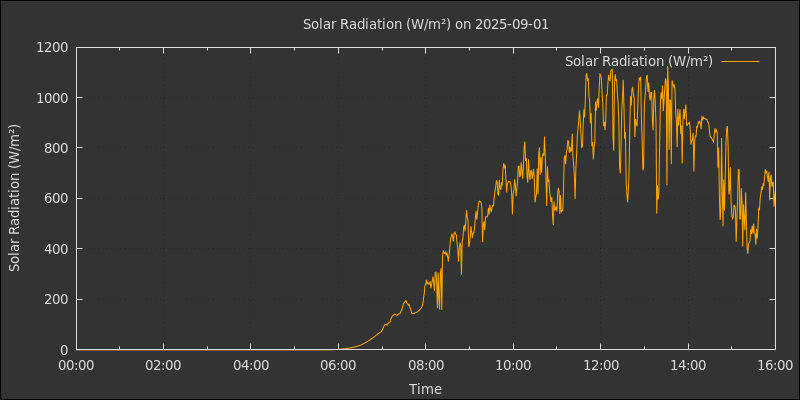 Solar Radiation (W/m²) on 2025-09-01
Solar Radiation (W/m²)
1200
1000
800
600
400
200
0
Solar Radiation (W/m²)
00:00 02:00 04:00 06:00 08:00 10:00 12:00 14:00 16:00
Time